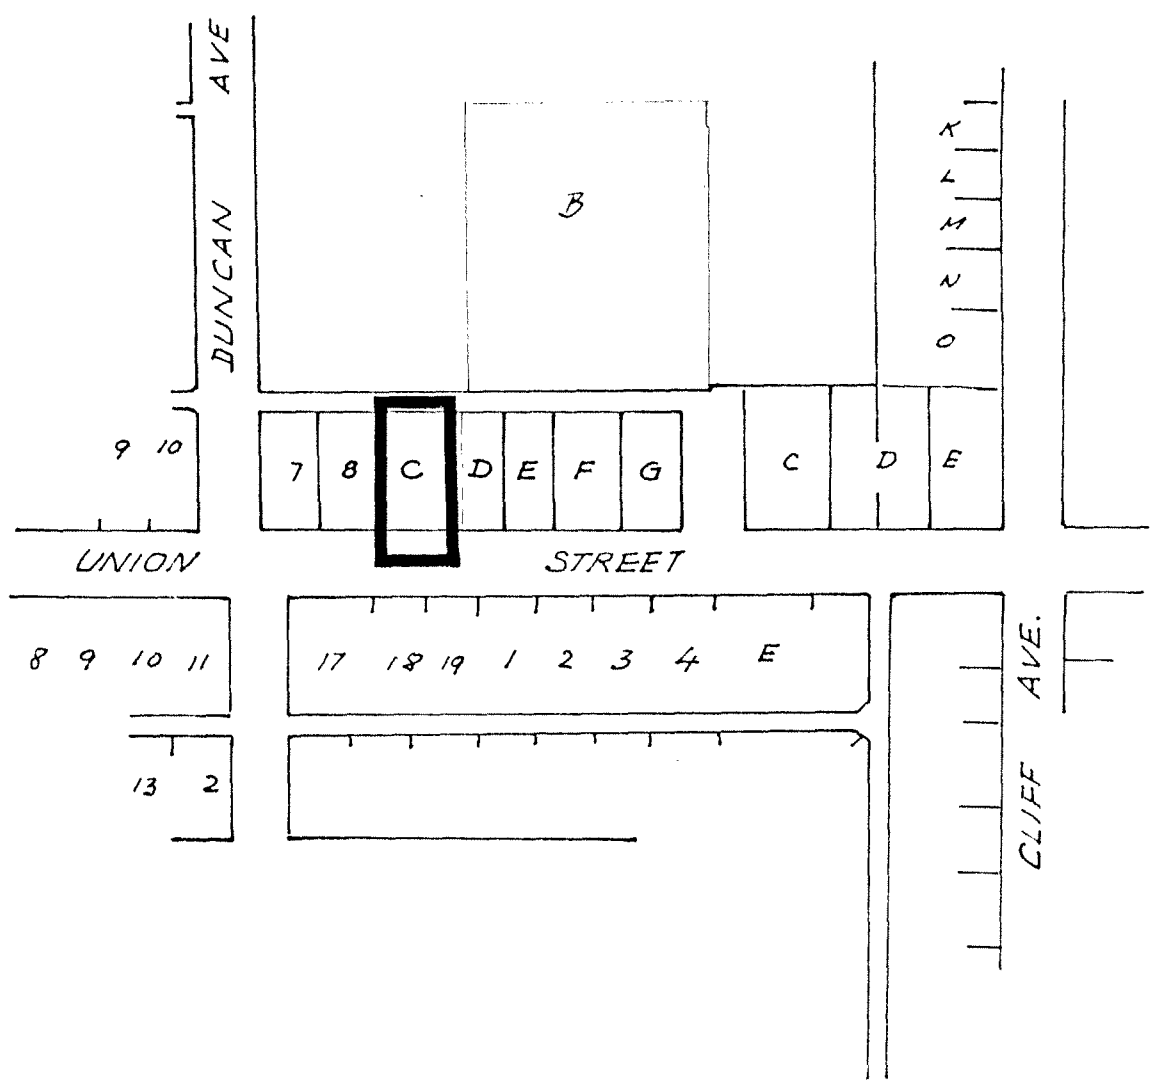 DUNCAN AVE
B
K
L
M
N
O
9 10
7 8 C D E F G
C D E
UNION STREET
8 9 10 11
17 18 19 1 2 3 4 E
13 2
CLIFF AVE.